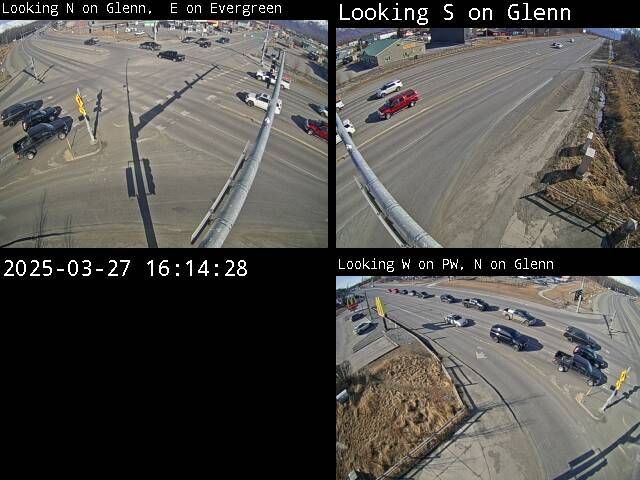 Looking N on Glenn,  E on Evergreen
Looking S on Glenn
2025-03-27 16:14:28
Looking W on PW, N on Glenn